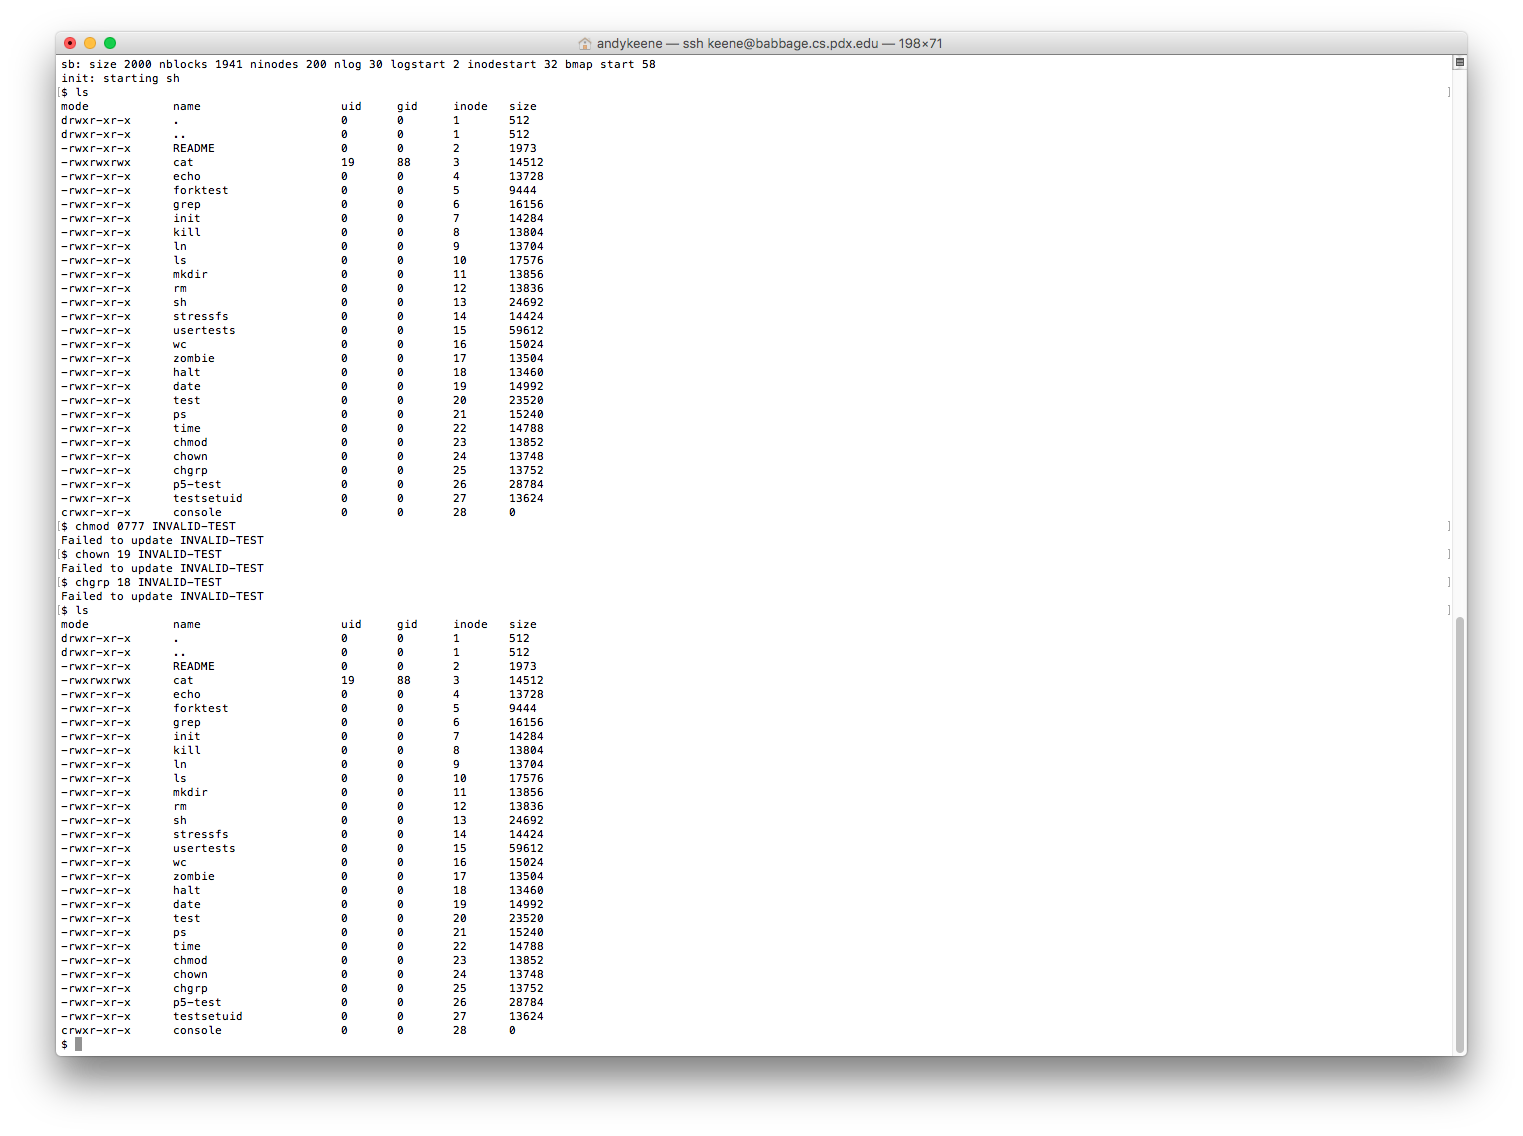 andykeene — ssh keene@babbage.cs.pdx.edu — 198×71
sb: size 2000 nblocks 1941 ninodes 200 nlog 30 logstart 2 inodestart 32 bmap start 58
init: starting sh
[$ ls ]
mode name uid gid inode size
drwxr-xr-x . 0 0 1 512
drwxr-xr-x .. 0 0 1 512
-rwxr-xr-x README 0 0 2 1973
-rwxrwxrwx cat 19 88 3 14512
-rwxr-xr-x echo 0 0 4 13728
-rwxr-xr-x forktest 0 0 5 9444
-rwxr-xr-x grep 0 0 6 16156
-rwxr-xr-x init 0 0 7 14284
-rwxr-xr-x kill 0 0 8 13804
-rwxr-xr-x ln 0 0 9 13704
-rwxr-xr-x ls 0 0 10 17576
-rwxr-xr-x mkdir 0 0 11 13856
-rwxr-xr-x rm 0 0 12 13836
-rwxr-xr-x sh 0 0 13 24692
-rwxr-xr-x stressfs 0 0 14 14424
-rwxr-xr-x usertests 0 0 15 59612
-rwxr-xr-x wc 0 0 16 15024
-rwxr-xr-x zombie 0 0 17 13504
-rwxr-xr-x halt 0 0 18 13460
-rwxr-xr-x date 0 0 19 14992
-rwxr-xr-x test 0 0 20 23520
-rwxr-xr-x ps 0 0 21 15240
-rwxr-xr-x time 0 0 22 14788
-rwxr-xr-x chmod 0 0 23 13852
-rwxr-xr-x chown 0 0 24 13748
-rwxr-xr-x chgrp 0 0 25 13752
-rwxr-xr-x p5-test 0 0 26 28784
-rwxr-xr-x testsetuid 0 0 27 13624
crwxr-xr-x console 0 0 28 0
[$ chmod 0777 INVALID-TEST ]
Failed to update INVALID-TEST
[$ chown 19 INVALID-TEST ]
Failed to update INVALID-TEST
[$ chgrp 18 INVALID-TEST ]
Failed to update INVALID-TEST
[$ ls ]
mode name uid gid inode size
drwxr-xr-x . 0 0 1 512
drwxr-xr-x .. 0 0 1 512
-rwxr-xr-x README 0 0 2 1973
-rwxrwxrwx cat 19 88 3 14512
-rwxr-xr-x echo 0 0 4 13728
-rwxr-xr-x forktest 0 0 5 9444
-rwxr-xr-x grep 0 0 6 16156
-rwxr-xr-x init 0 0 7 14284
-rwxr-xr-x kill 0 0 8 13804
-rwxr-xr-x ln 0 0 9 13704
-rwxr-xr-x ls 0 0 10 17576
-rwxr-xr-x mkdir 0 0 11 13856
-rwxr-xr-x rm 0 0 12 13836
-rwxr-xr-x sh 0 0 13 24692
-rwxr-xr-x stressfs 0 0 14 14424
-rwxr-xr-x usertests 0 0 15 59612
-rwxr-xr-x wc 0 0 16 15024
-rwxr-xr-x zombie 0 0 17 13504
-rwxr-xr-x halt 0 0 18 13460
-rwxr-xr-x date 0 0 19 14992
-rwxr-xr-x test 0 0 20 23520
-rwxr-xr-x ps 0 0 21 15240
-rwxr-xr-x time 0 0 22 14788
-rwxr-xr-x chmod 0 0 23 13852
-rwxr-xr-x chown 0 0 24 13748
-rwxr-xr-x chgrp 0 0 25 13752
-rwxr-xr-x p5-test 0 0 26 28784
-rwxr-xr-x testsetuid 0 0 27 13624
crwxr-xr-x console 0 0 28 0
$